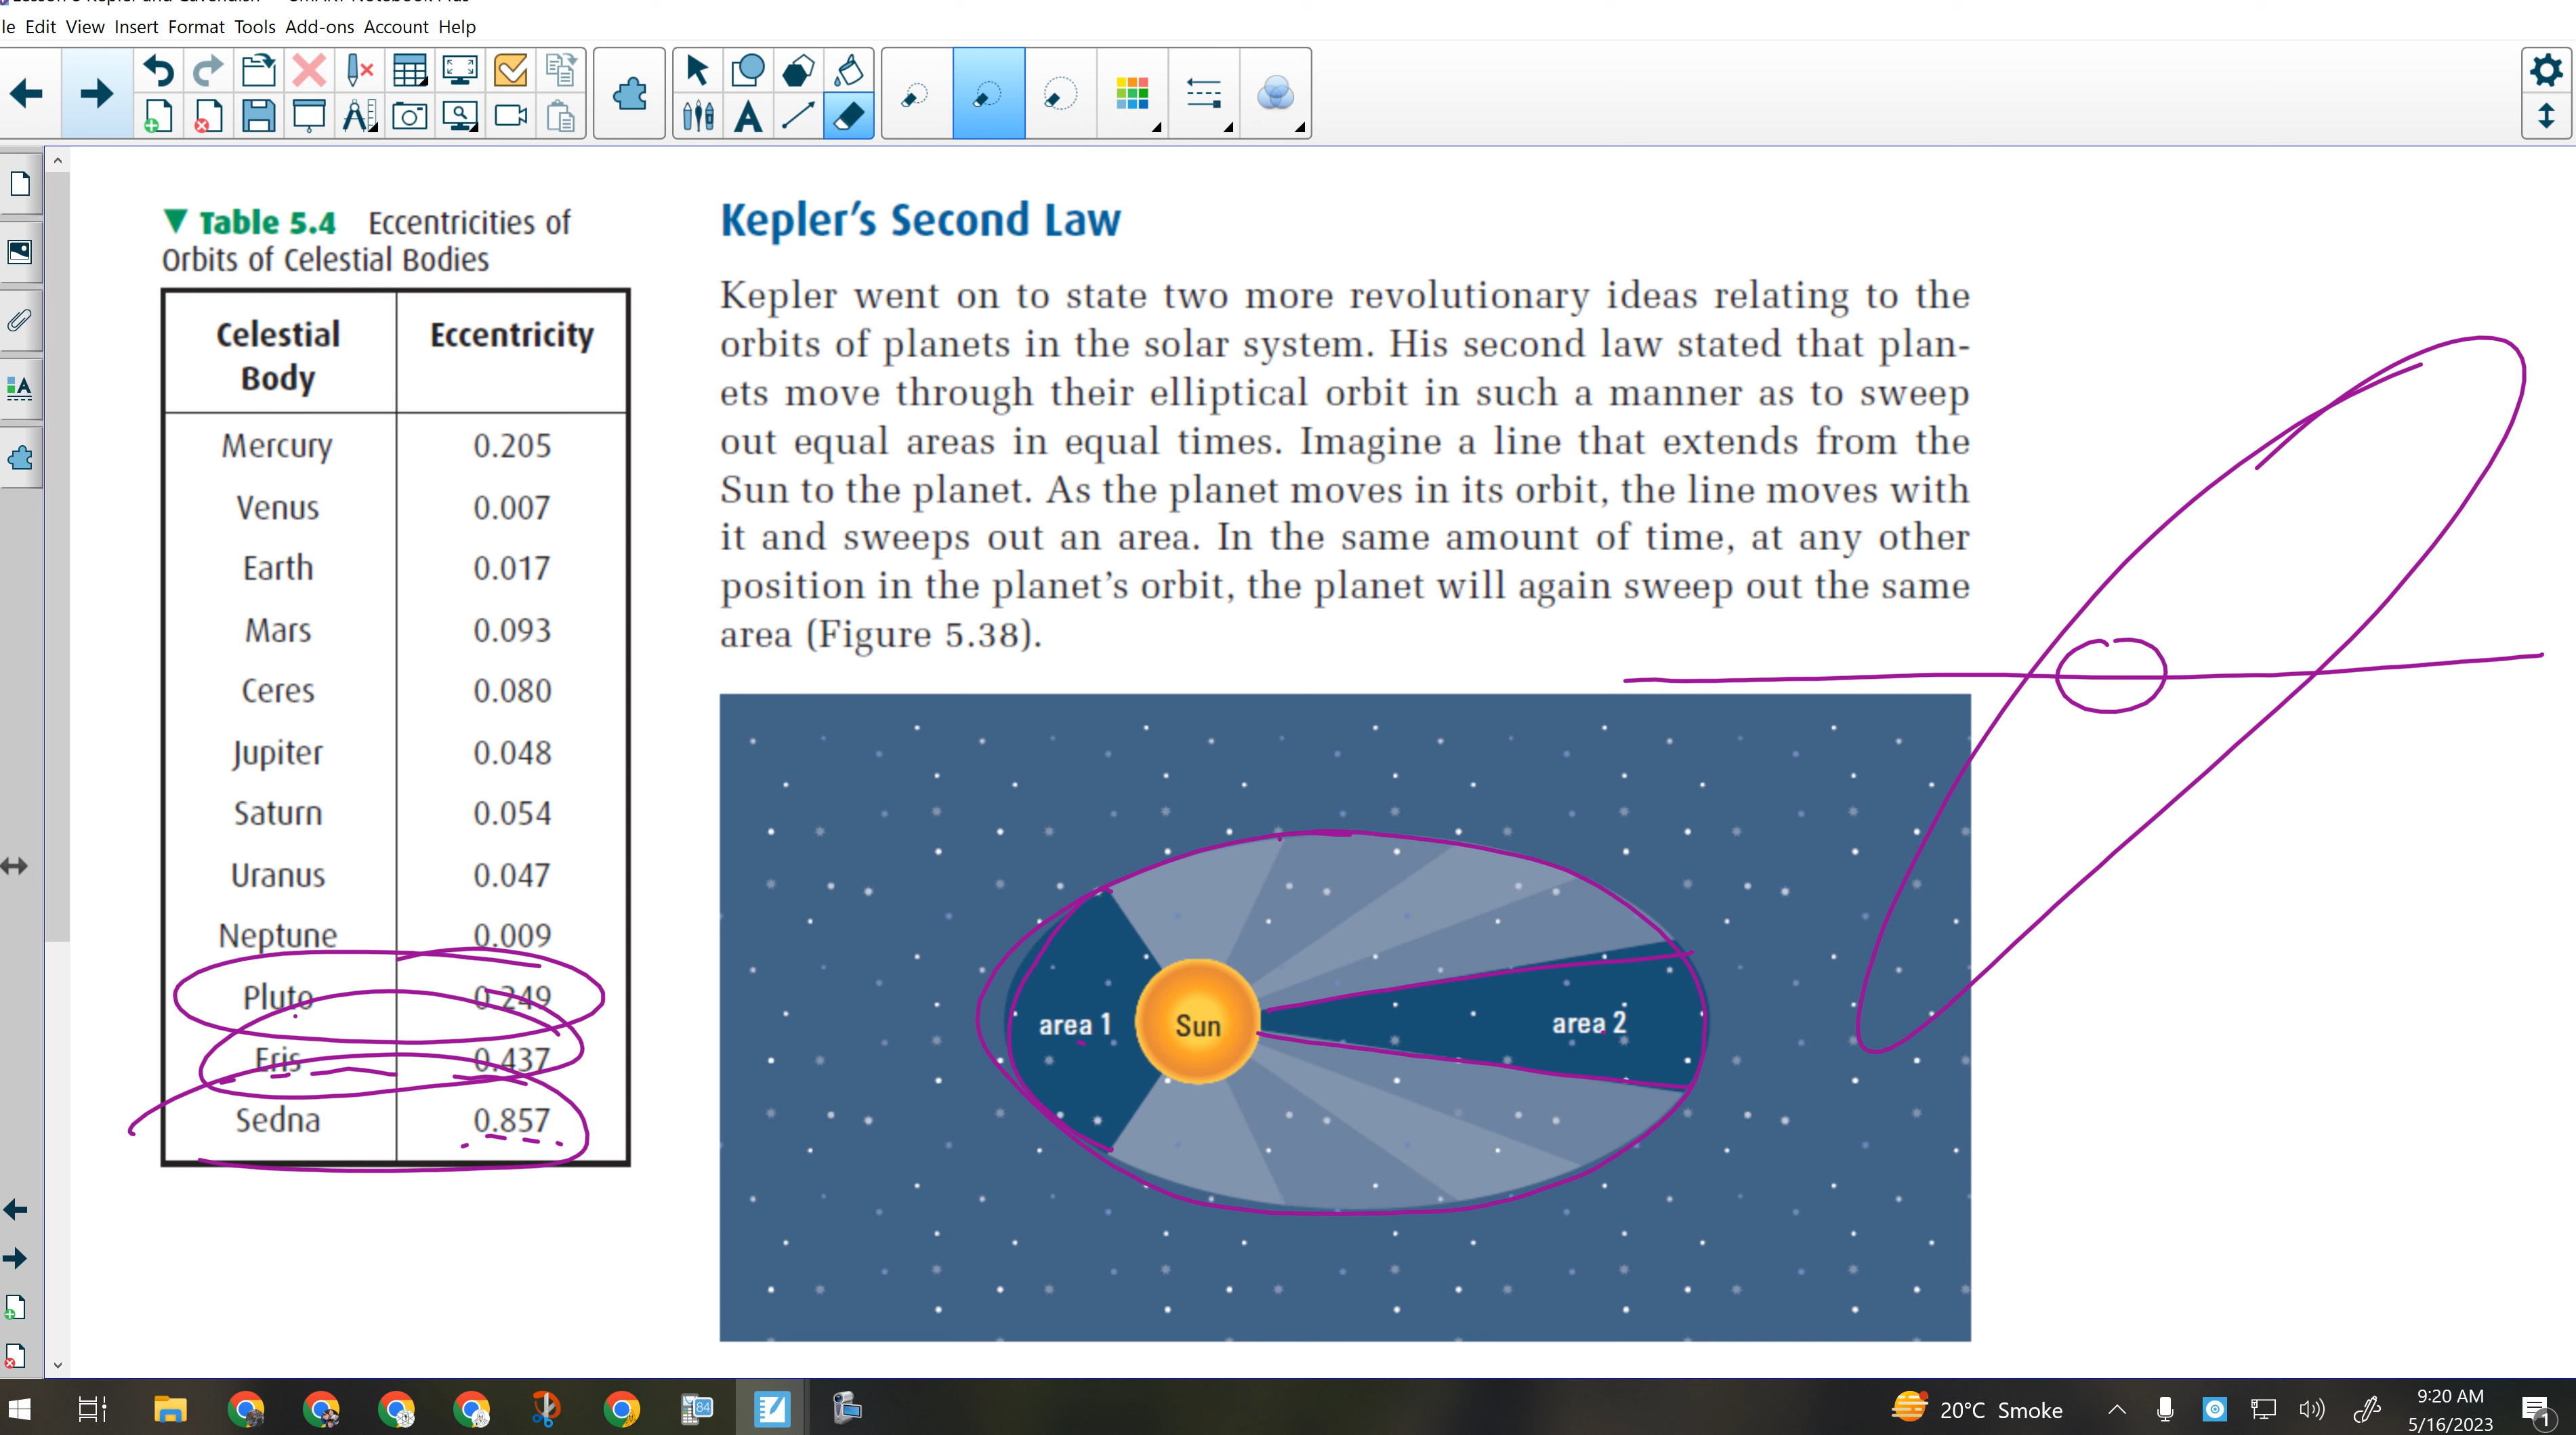 le Edit View Insert Format Tools Add-ons Account Help
▼ Table 5.4 Eccentricities of
Orbits of Celestial Bodies
Celestial Body Eccentricity
Mercury 0.205
Venus 0.007
Earth 0.017
Mars 0.093
Ceres 0.080
Jupiter 0.048
Saturn 0.054
Uranus 0.047
Neptune 0.009
Pluto 0.249
Eris 0.437
Sedna 0.857
Kepler's Second Law
Kepler went on to state two more revolutionary ideas relating to the
orbits of planets in the solar system. His second law stated that plan-
ets move through their elliptical orbit in such a manner as to sweep
out equal areas in equal times. Imagine a line that extends from the
Sun to the planet. As the planet moves in its orbit, the line moves with
it and sweeps out an area. In the same amount of time, at any other
position in the planet's orbit, the planet will again sweep out the same
area (Figure 5.38).
area 1 Sun area 2
84
20°C Smoke
9:20 AM
5/16/2023
1